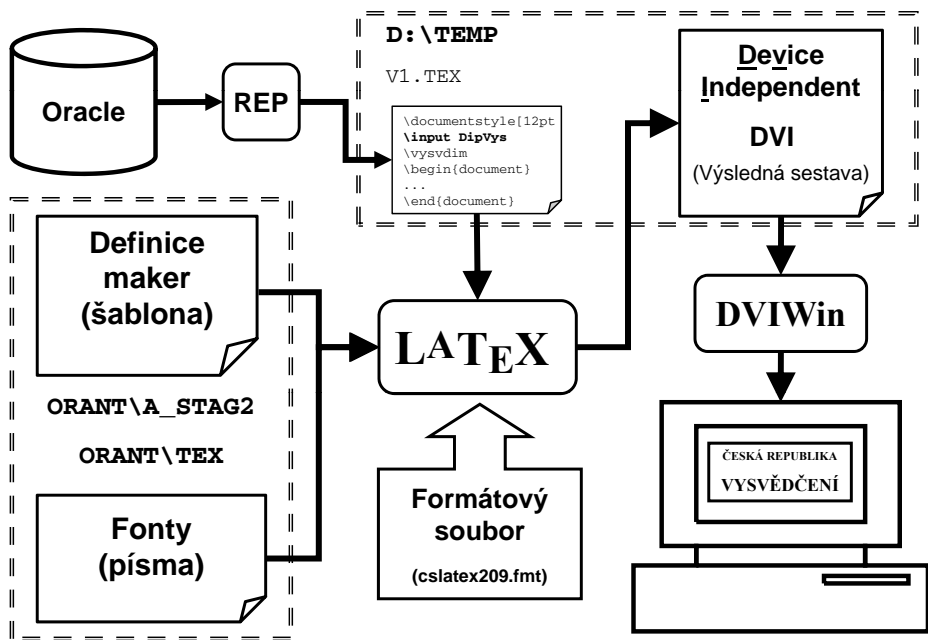 Oracle
REP
D:\TEMP
V1.TEX
\documentstyle[12pt
\input DipVys
\vysvdim
\begin{document}
...
\end{document}
Device
Independent
DVI
(Výsledná sestava)
Definice
maker
(šablona)
ORANT\A_STAG2
ORANT\TEX
Fonty
(písma)
LATEX
Formátový
soubor
(cslatex209.fmt)
DVIWin
ČESKÁ REPUBLIKA
VYSVĚDČENÍ